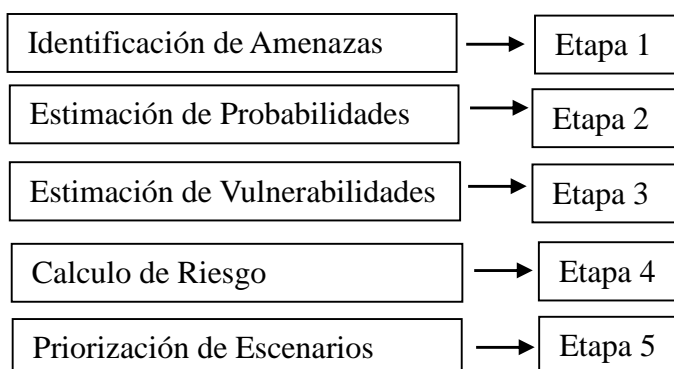 Identificación de Amenazas Etapa 1
Estimación de Probabilidades Etapa 2
Estimación de Vulnerabilidades Etapa 3
Calculo de Riesgo Etapa 4
Priorización de Escenarios Etapa 5